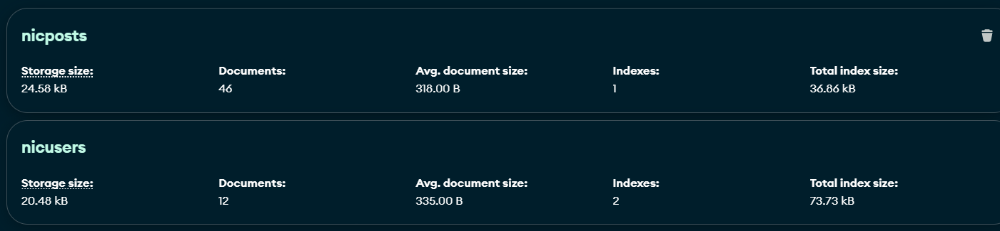 nicposts
Storage size: Documents: Avg. document size: Indexes: Total index size:
24.58 kB 46 318.00 B 1 36.86 kB
nicusers
Storage size: Documents: Avg. document size: Indexes: Total index size:
20.48 kB 12 335.00 B 2 73.73 kB